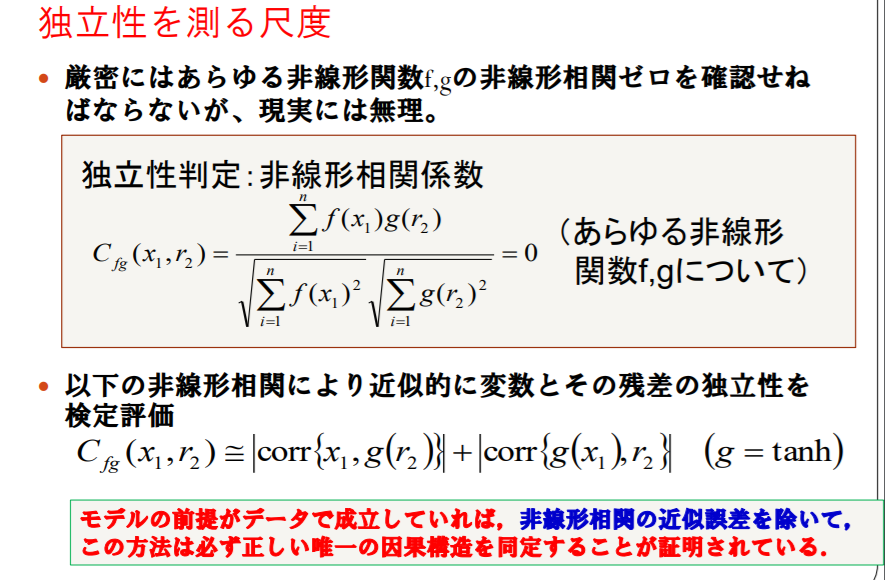 独立性を測る尺度
• 厳密にはあらゆる非線形関数f,gの非線形相関ゼロを確認せね
ばならないが、現実には無理。
独立性判定:非線形相関係数
C_{fg}(x_1, r_2) = \frac{\sum_{i=1}^{n} f(x_1)g(r_2)}{\sqrt{\sum_{i=1}^{n} f(x_1)^2}\sqrt{\sum_{i=1}^{n} g(r_2)^2}} = 0
（あらゆる非線形
関数f,gについて）
• 以下の非線形相関により近似的に変数とその残差の独立性を
検定評価
C_{fg}(x_1, r_2) ≅ |corr{x_1, g(r_2)}| + |corr{g(x_1), r_2}| (g = tanh)
モデルの前提がデータで成立していれば，非線形相関の近似誤差を除いて，
この方法は必ず正しい唯一の因果構造を同定することが証明されている．